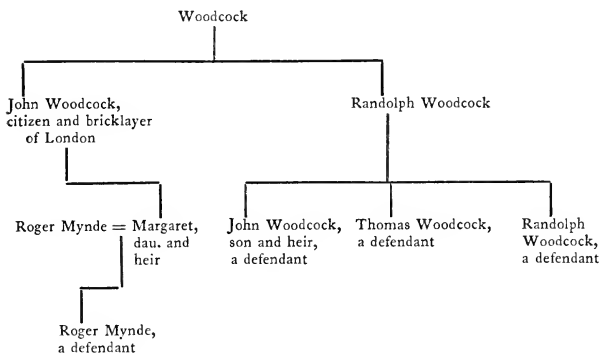 Woodcock
John Woodcock,
citizen and bricklayer
of London
Randolph Woodcock
Roger Mynde = Margaret,
dau. and
heir
John Woodcock,
son and heir,
a defendant
Thomas Woodcock,
a defendant
Randolph
Woodcock,
a defendant
Roger Mynde,
a defendant